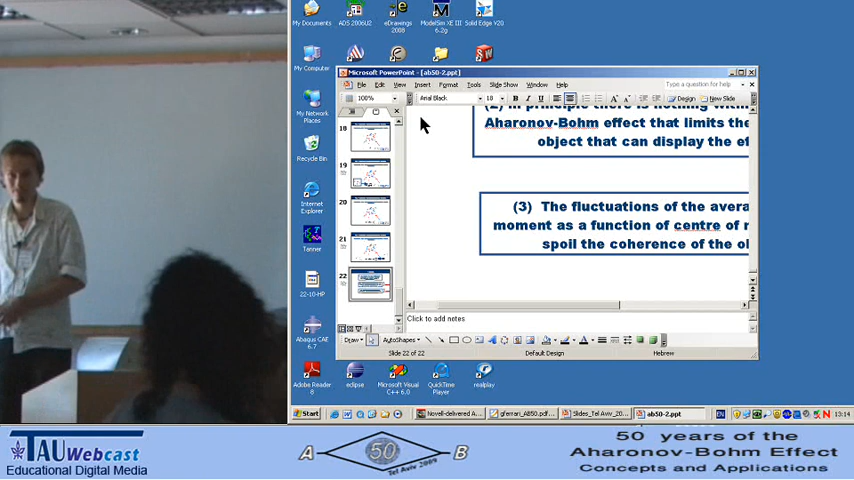 My Documents
ADS 2006U2
eDrawings 2008
ModelSim XE III 6.2g
Solid Edge V20
My Computer
My Network Places
Recycle Bin
Internet Explorer
Tanner
22-10-HP
Abaqus CAE 6.7
Adobe Reader 8
eclipse
Microsoft Visual C++ 6.0
QuickTime Player
realplay
Microsoft PowerPoint - [ab50-2.ppt]
File Edit View Insert Format Tools Slide Show Window Help
Type a question for help
100%
Arial Black
18
B I U
Design
New Slide
18
19
20
21
22
Aharonov-Bohm effect that limits the
object that can display the ef
(3) The fluctuations of the avera
moment as a function of centre of
spoil the coherence of the
Click to add notes
Draw
AutoShapes
Slide 22 of 22
Default Design
Hebrew
Start
Novell-delivered A...
gferrari_AB50.pdf...
Slides_Tel Aviv_20...
ab50-2.ppt
EN
13:14
TAUWebcast
Educational Digital Media
A
50
B
Tel Aviv 2009
50 years of the
Aharonov-Bohm Effect
Concepts and Applications